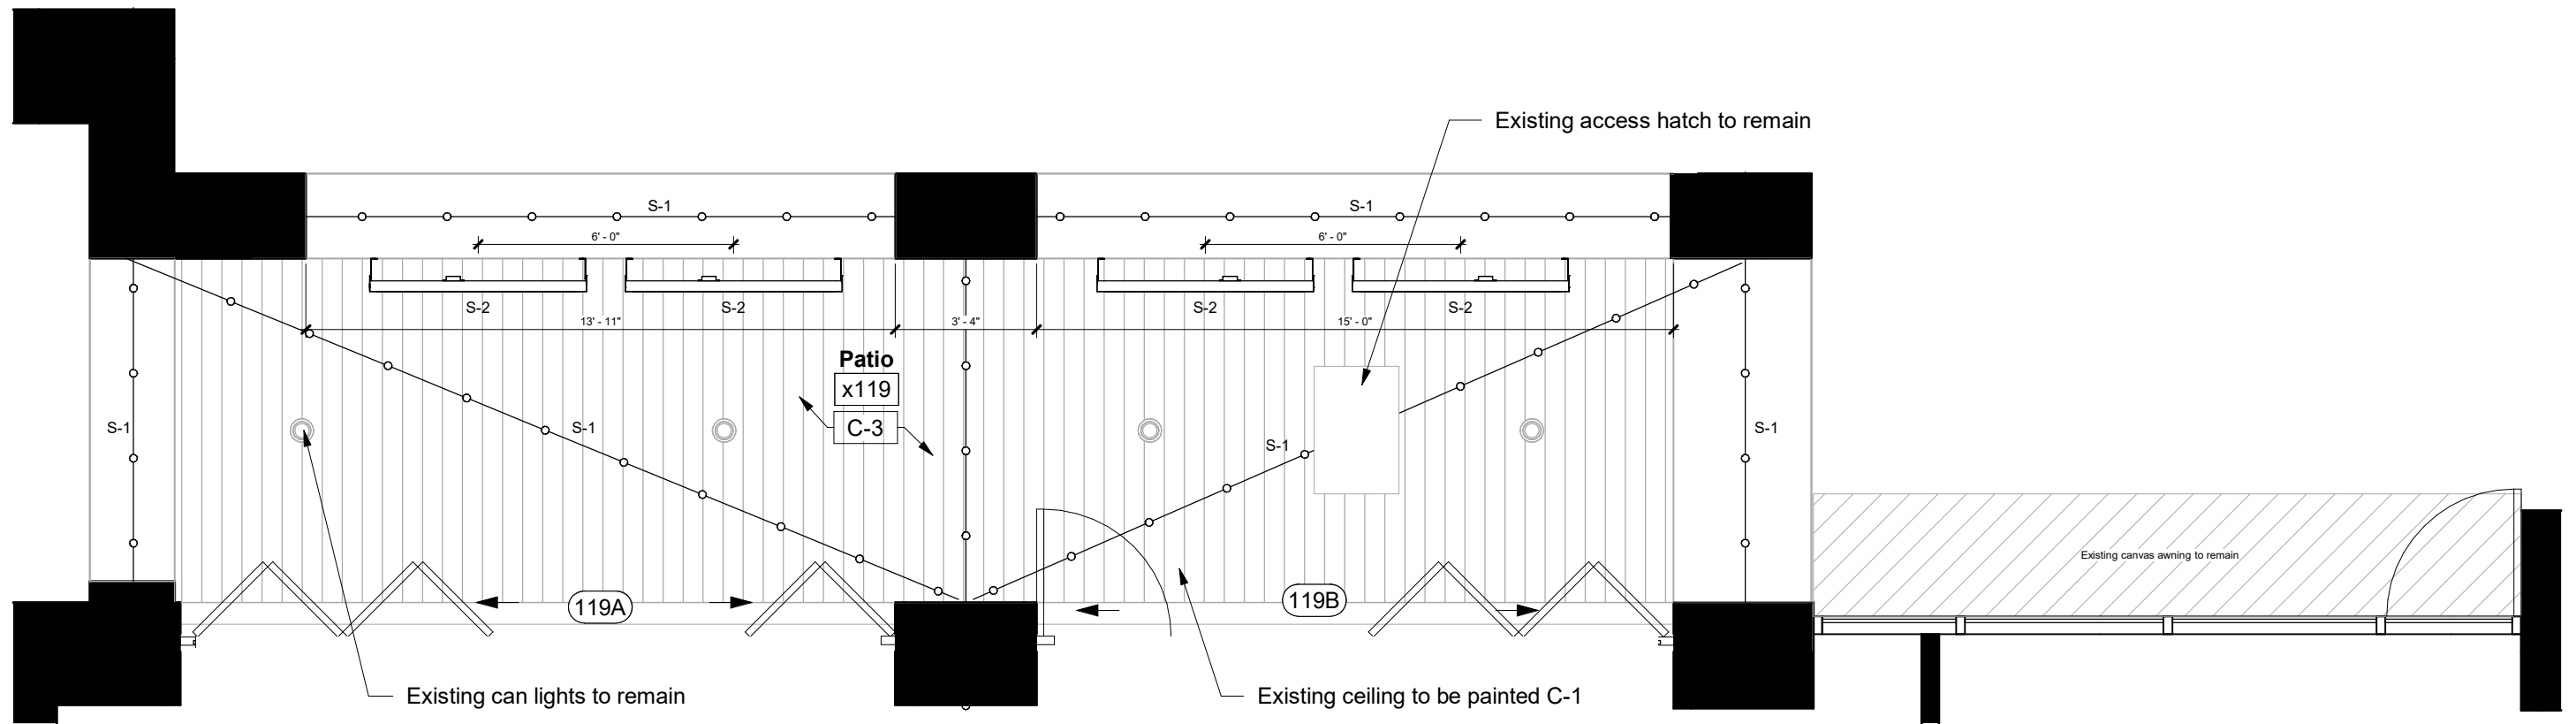 Existing access hatch to remain
S-1
S-1
6' - 0"
6' - 0"
S-2
S-2
S-2
S-2
13' - 11"
3' - 4"
15' - 0"
Patio
x119
C-3
S-1
S-1
S-1
S-1
Existing canvas awning to remain
119A
119B
Existing can lights to remain
Existing ceiling to be painted C-1